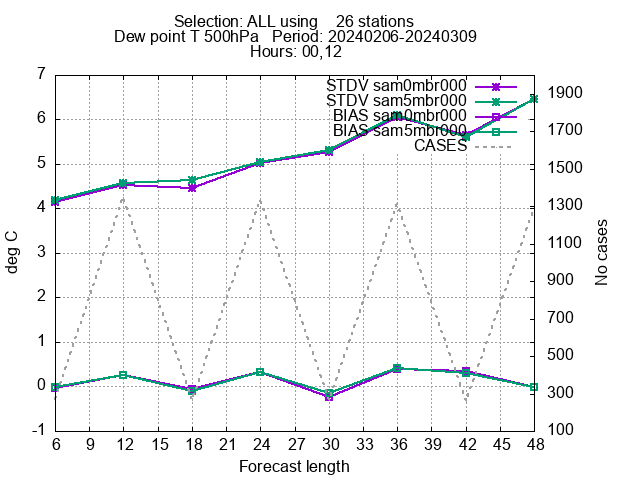 Selection: ALL using    26 stations
Dew point T 500hPa   Period: 20240206-20240309
Hours: 00,12
STDV sam0mbr000
STDV sam5mbr000
BIAS sam0mbr000
BIAS sam5mbr000
CASES
deg C
7
6
5
4
3
2
1
0
-1
No cases
1900
1700
1500
1300
1100
900
700
500
300
100
6 9 12 15 18 21 24 27 30 33 36 39 42 45 48
Forecast length